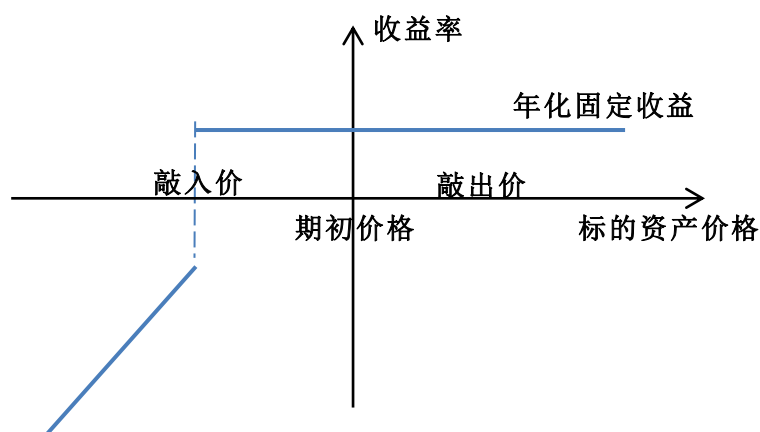 收益率
年化固定收益
敲入价
敲出价
期初价格
标的资产价格